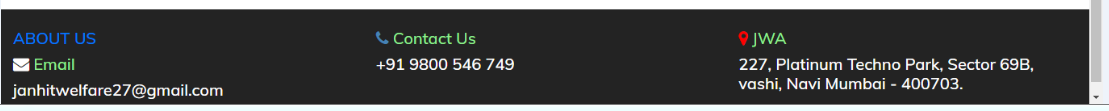 ABOUT US
Email
janhitwelfare27@gmail.com
Contact Us
+91 9800 546 749
JWA
227, Platinum Techno Park, Sector 69B,
vashi, Navi Mumbai - 400703.